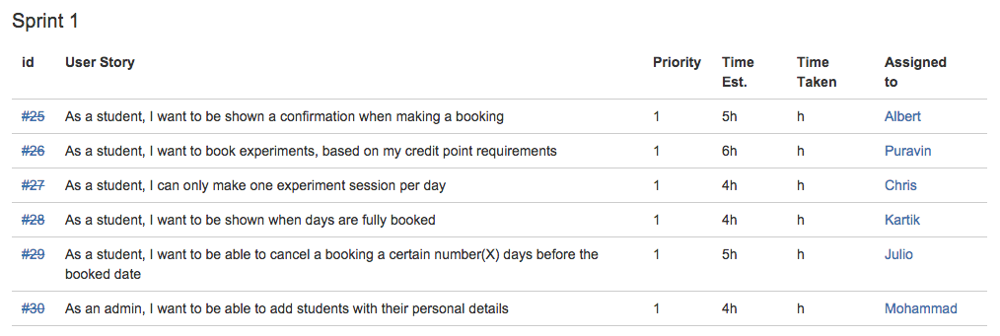 Sprint 1
id User Story Priority Time Est. Time Taken Assigned to
#25 As a student, I want to be shown a confirmation when making a booking 1 5h h Albert
#26 As a student, I want to book experiments, based on my credit point requirements 1 6h h Puravin
#27 As a student, I can only make one experiment session per day 1 4h h Chris
#28 As a student, I want to be shown when days are fully booked 1 4h h Kartik
#29 As a student, I want to be able to cancel a booking a certain number(X) days before the 1 5h h Julio
booked date
#30 As an admin, I want to be able to add students with their personal details 1 4h h Mohammad